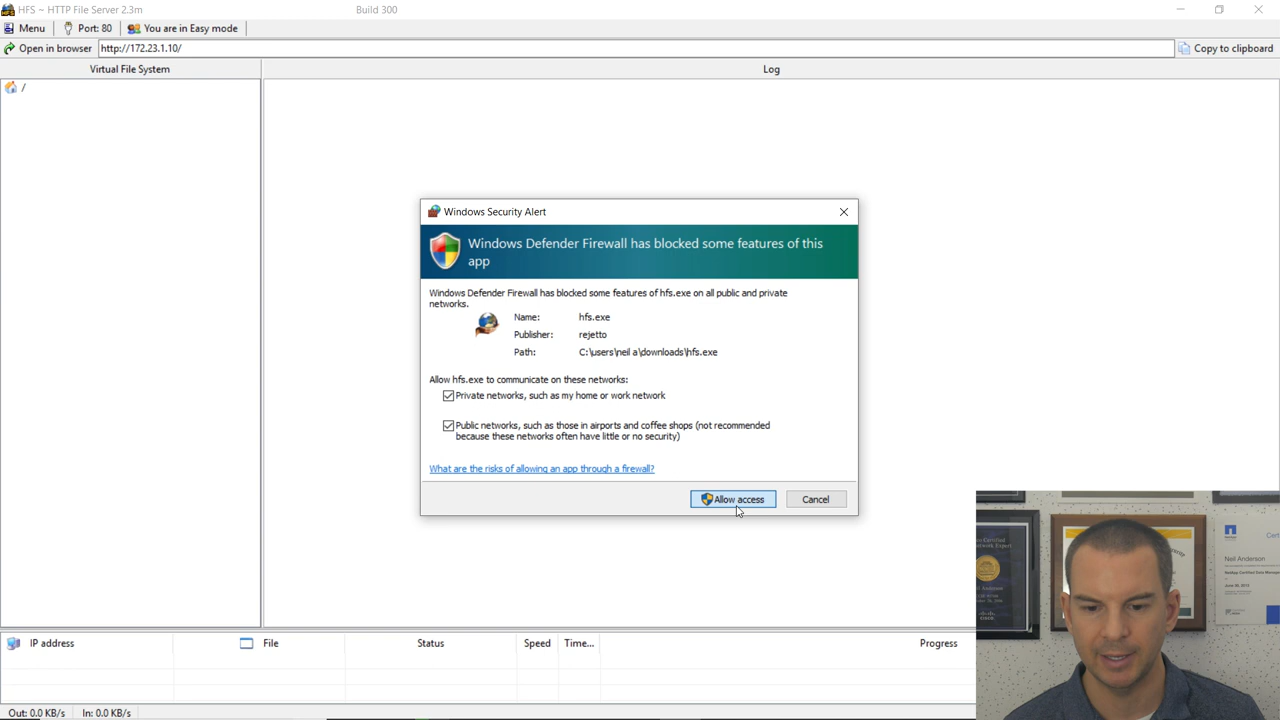 HFS ~ HTTP File Server 2.3m
Build 300
Menu
Port: 80
You are in Easy mode
Open in browser
http://172.23.1.10/
Copy to clipboard
Virtual File System
Log
/
Windows Security Alert
Windows Defender Firewall has blocked some features of this
app
Windows Defender Firewall has blocked some features of hfs.exe on all public and private
networks.
Name: hfs.exe
Publisher: rejetto
Path: C:\users\neil a\downloads\hfs.exe
Allow hfs.exe to communicate on these networks:
Private networks, such as my home or work network
Public networks, such as those in airports and coffee shops (not recommended
because these networks often have little or no security)
What are the risks of allowing an app through a firewall?
Allow access
Cancel
IP address
File
Status
Speed
Time...
Progress
Out: 0.0 KB/s
In: 0.0 KB/s
Neil Anderson